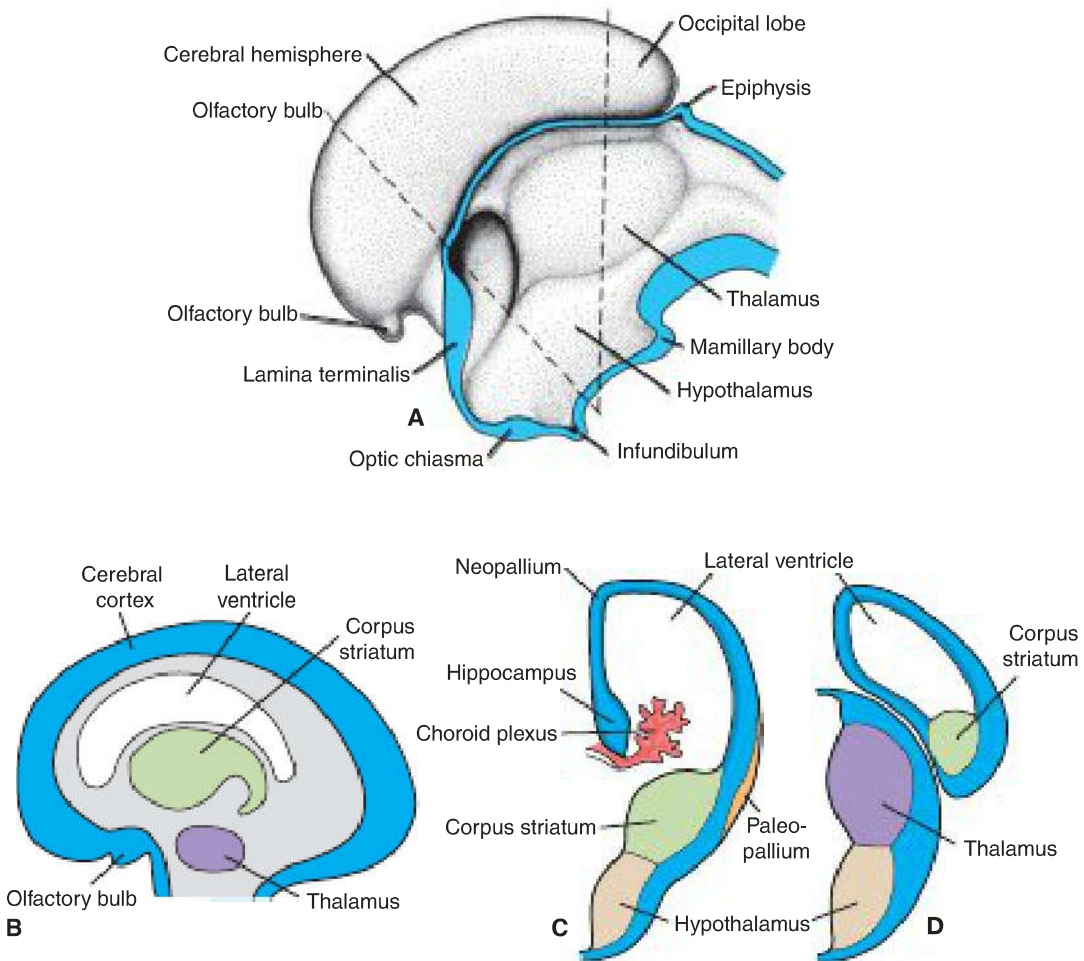 Occipital lobe
Cerebral hemisphere
Epiphysis
Olfactory bulb
Thalamus
Olfactory bulb
Mamillary body
Lamina terminalis
Hypothalamus
A
Infundibulum
Optic chiasma
Cerebral
cortex
Lateral
ventricle
Corpus
striatum
Olfactory bulb
Thalamus
B
Neopallium
Lateral ventricle
Hippocampus
Choroid plexus
Corpus striatum
Paleo-
pallium
Hypothalamus
C
Corpus
striatum
Thalamus
D